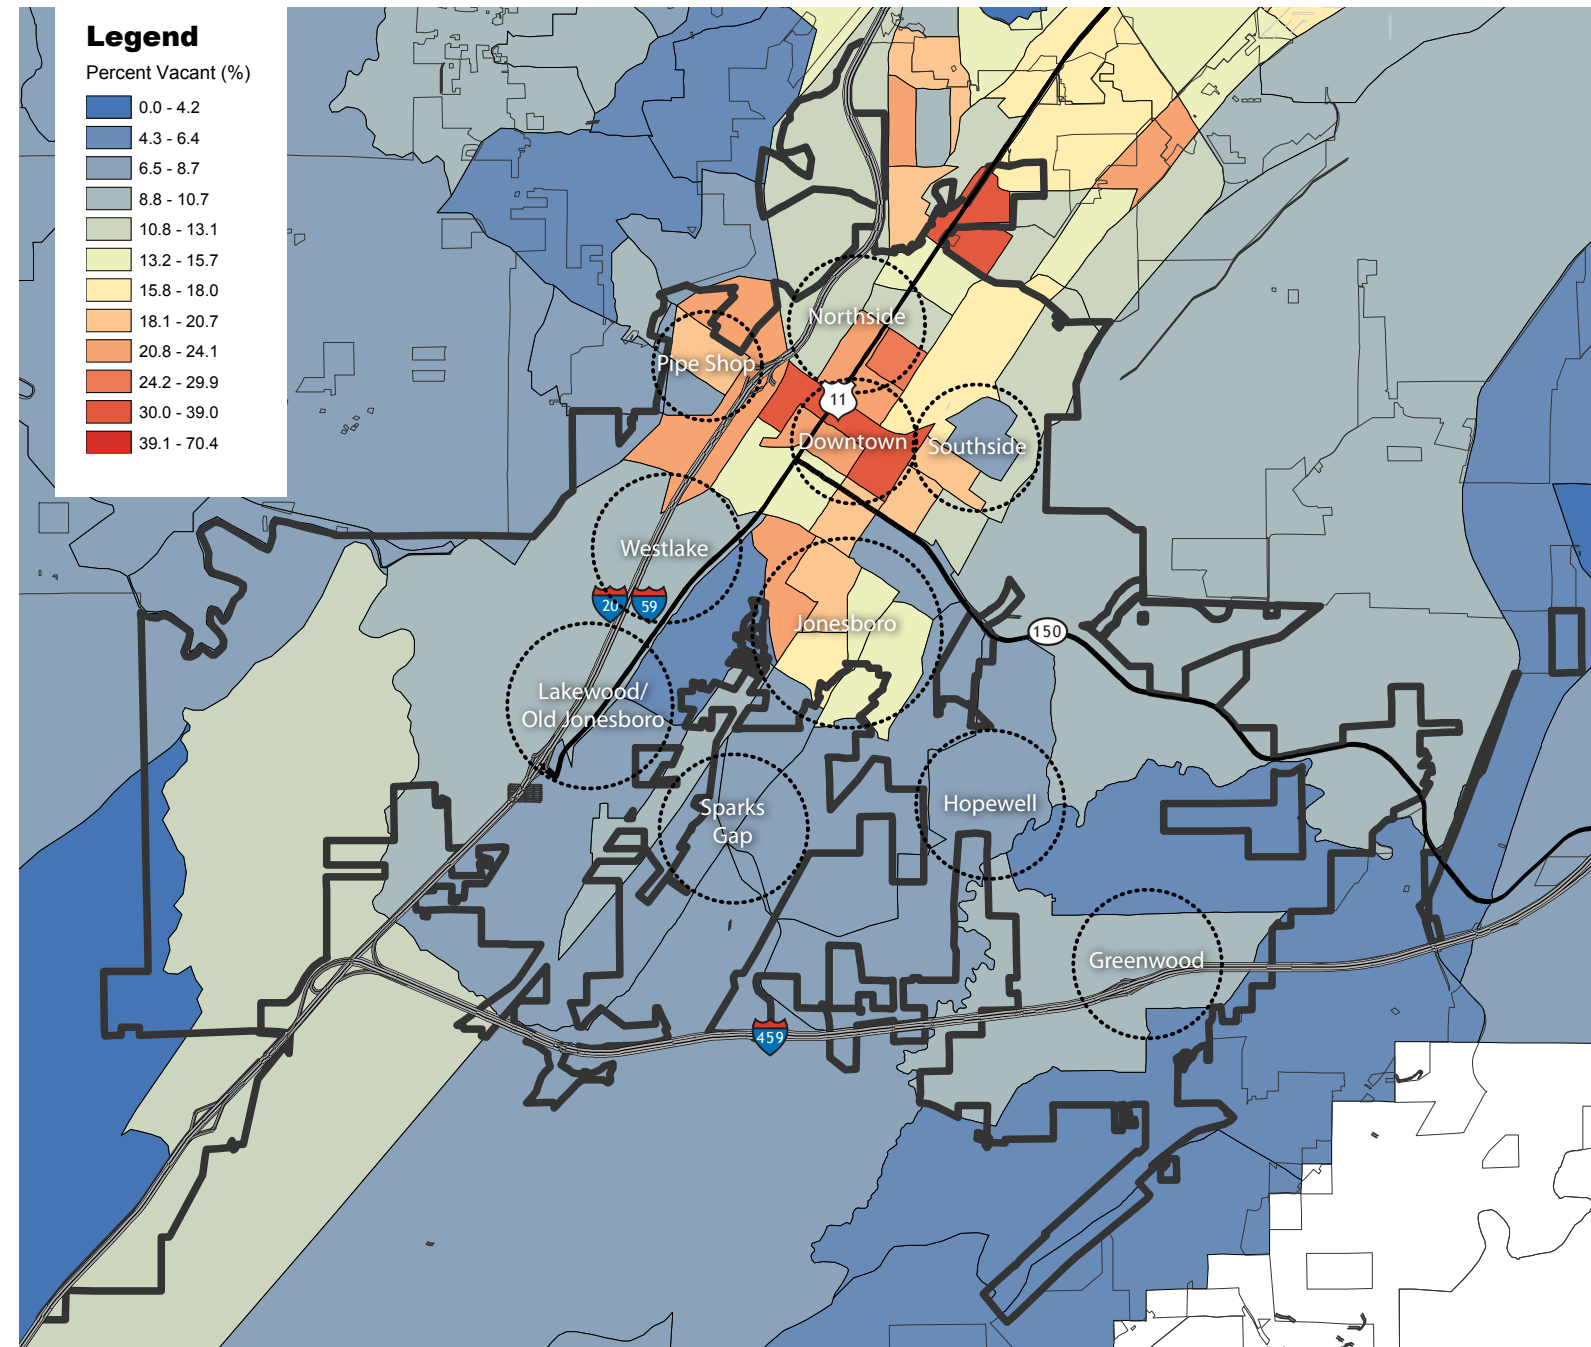 Legend
Percent Vacant (%)
0.0 - 4.2
4.3 - 6.4
6.5 - 8.7
8.8 - 10.7
10.8 - 13.1
13.2 - 15.7
15.8 - 18.0
18.1 - 20.7
20.8 - 24.1
24.2 - 29.9
30.0 - 39.0
39.1 - 70.4
Northside
Pipe Shop
11
Downtown
Southside
Westlake
20
59
Jonesboro
150
Lakewood/
Old Jonesboro
Sparks
Gap
Hopewell
Greenwood
459